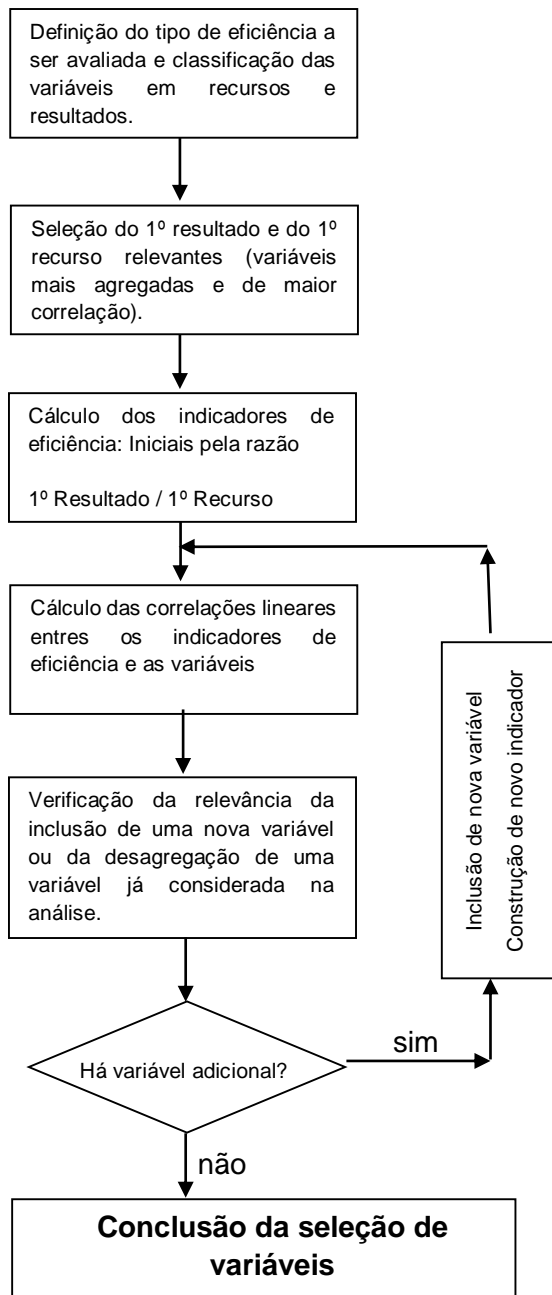 Definição do tipo de eficiência a
ser avaliada e classificação das
variáveis em recursos e
resultados.
Seleção do 1º resultado e do 1º
recurso relevantes (variáveis
mais agregadas e de maior
correlação).
Cálculo dos indicadores de
eficiência: Iniciais pela razão
1º Resultado / 1º Recurso
Cálculo das correlações lineares
entres os indicadores de
eficiência e as variáveis
Verificação da relevância da
inclusão de uma nova variável
ou da desagregação de uma
variável já considerada na
análise.
Há variável adicional?
sim
Inclusão de nova variável
Construção de novo indicador
não
Conclusão da seleção de
variáveis